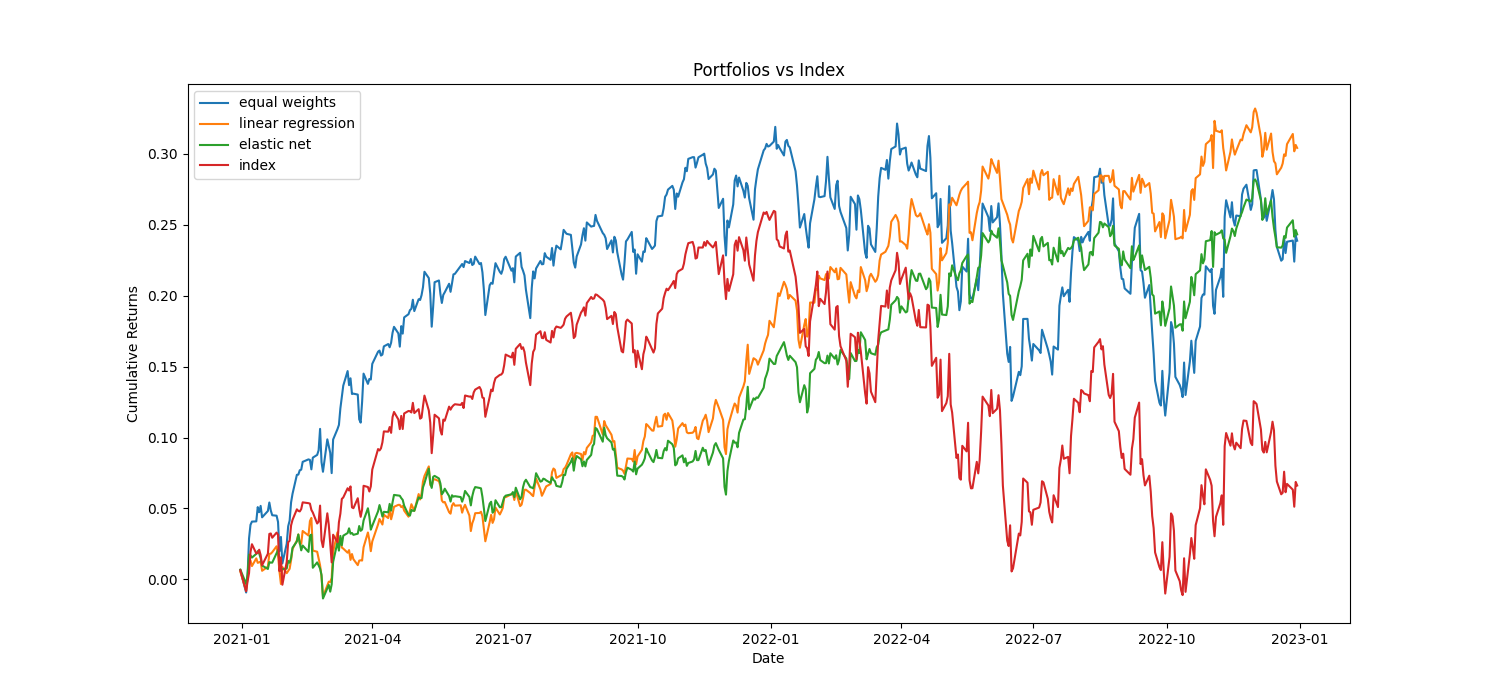 Portfolios vs Index
equal weights
linear regression
elastic net
index
Cumulative Returns
0.30
0.25
0.20
0.15
0.10
0.05
0.00
2021-01 2021-04 2021-07 2021-10 2022-01 2022-04 2022-07 2022-10 2023-01
Date